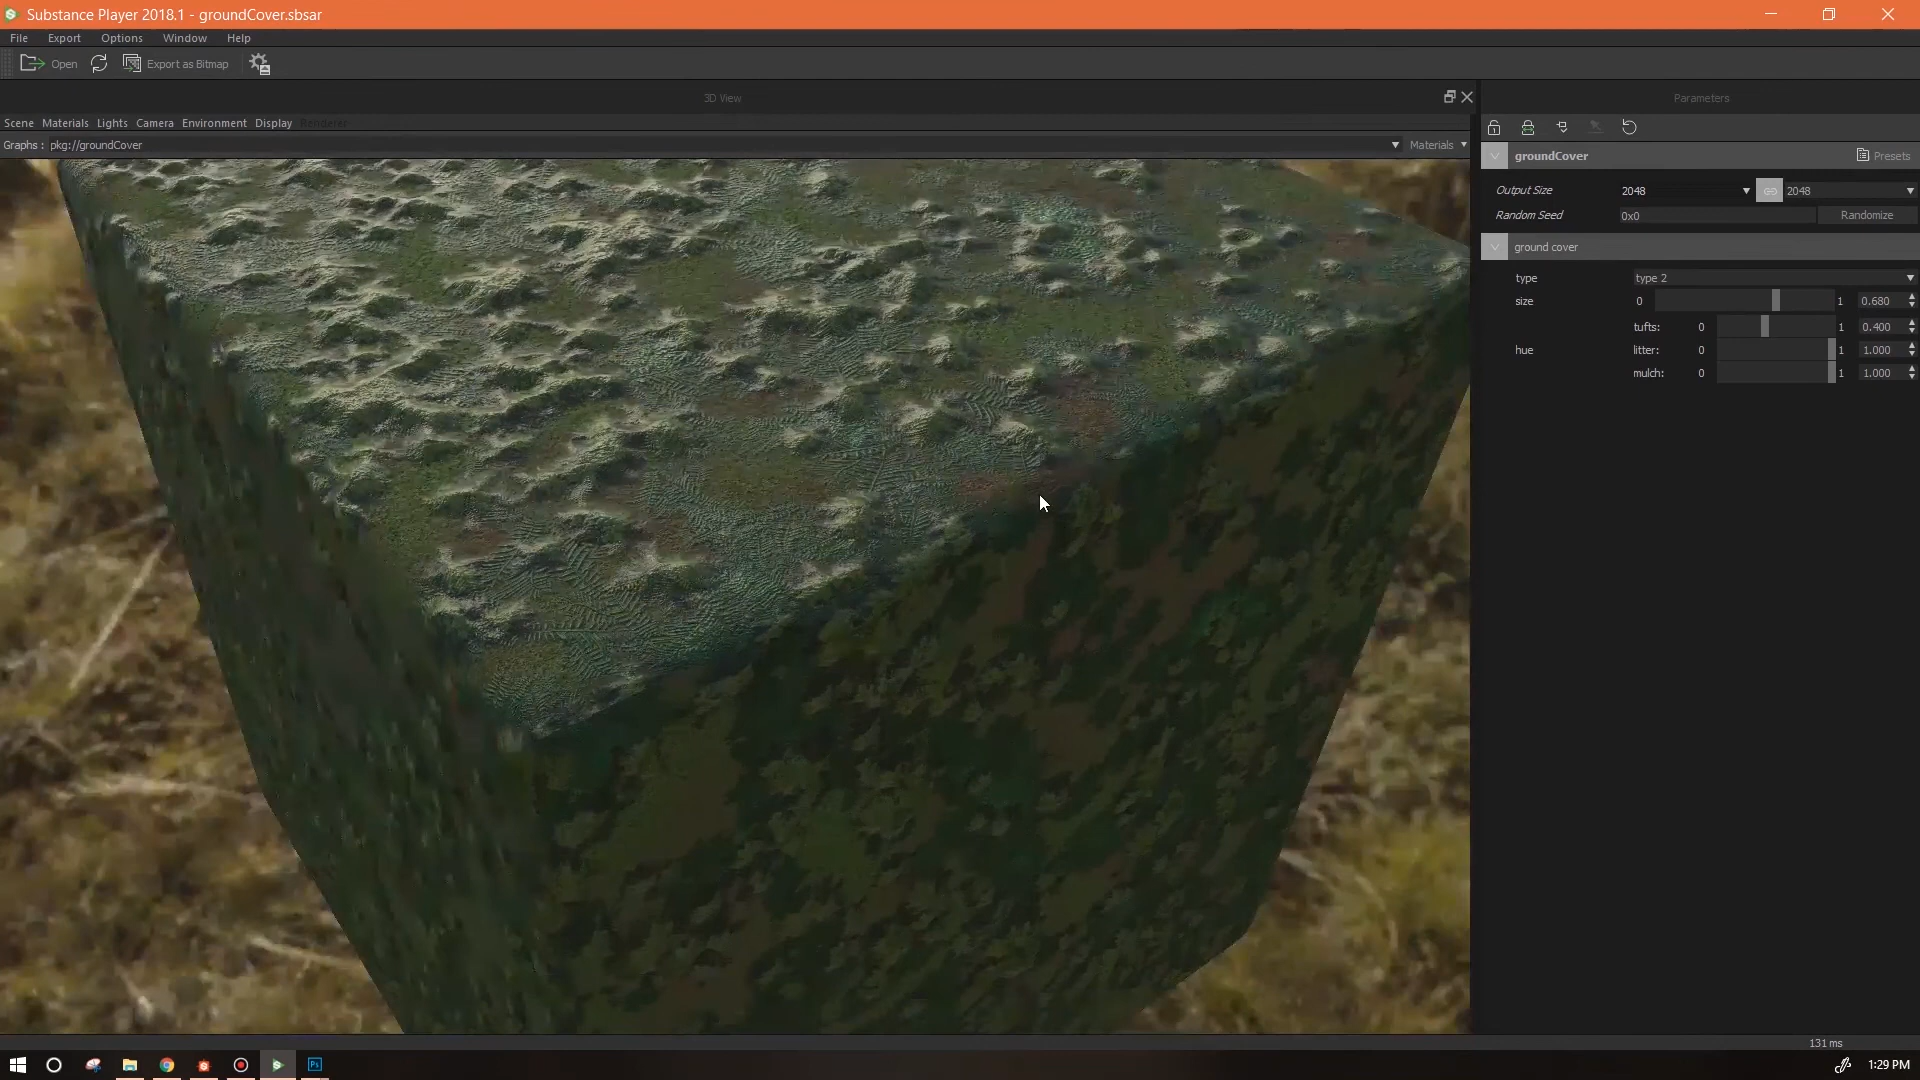 Substance Player 2018.1 - groundCover.sbsar
File Export Options Window Help
Open Export as Bitmap
3D View
Parameters
Scene Materials Lights Camera Environment Display Renderer
Graphs : pkg://groundCover Materials
groundCover Presets
Output Size 2048 2048
Random Seed 0x0 Randomize
ground cover
type type 2
size 0 1 0.680
tufts: 0 1 0.400
hue litter: 0 1 1.000
mulch: 0 1 1.000
131 ms
Ps
1:29 PM